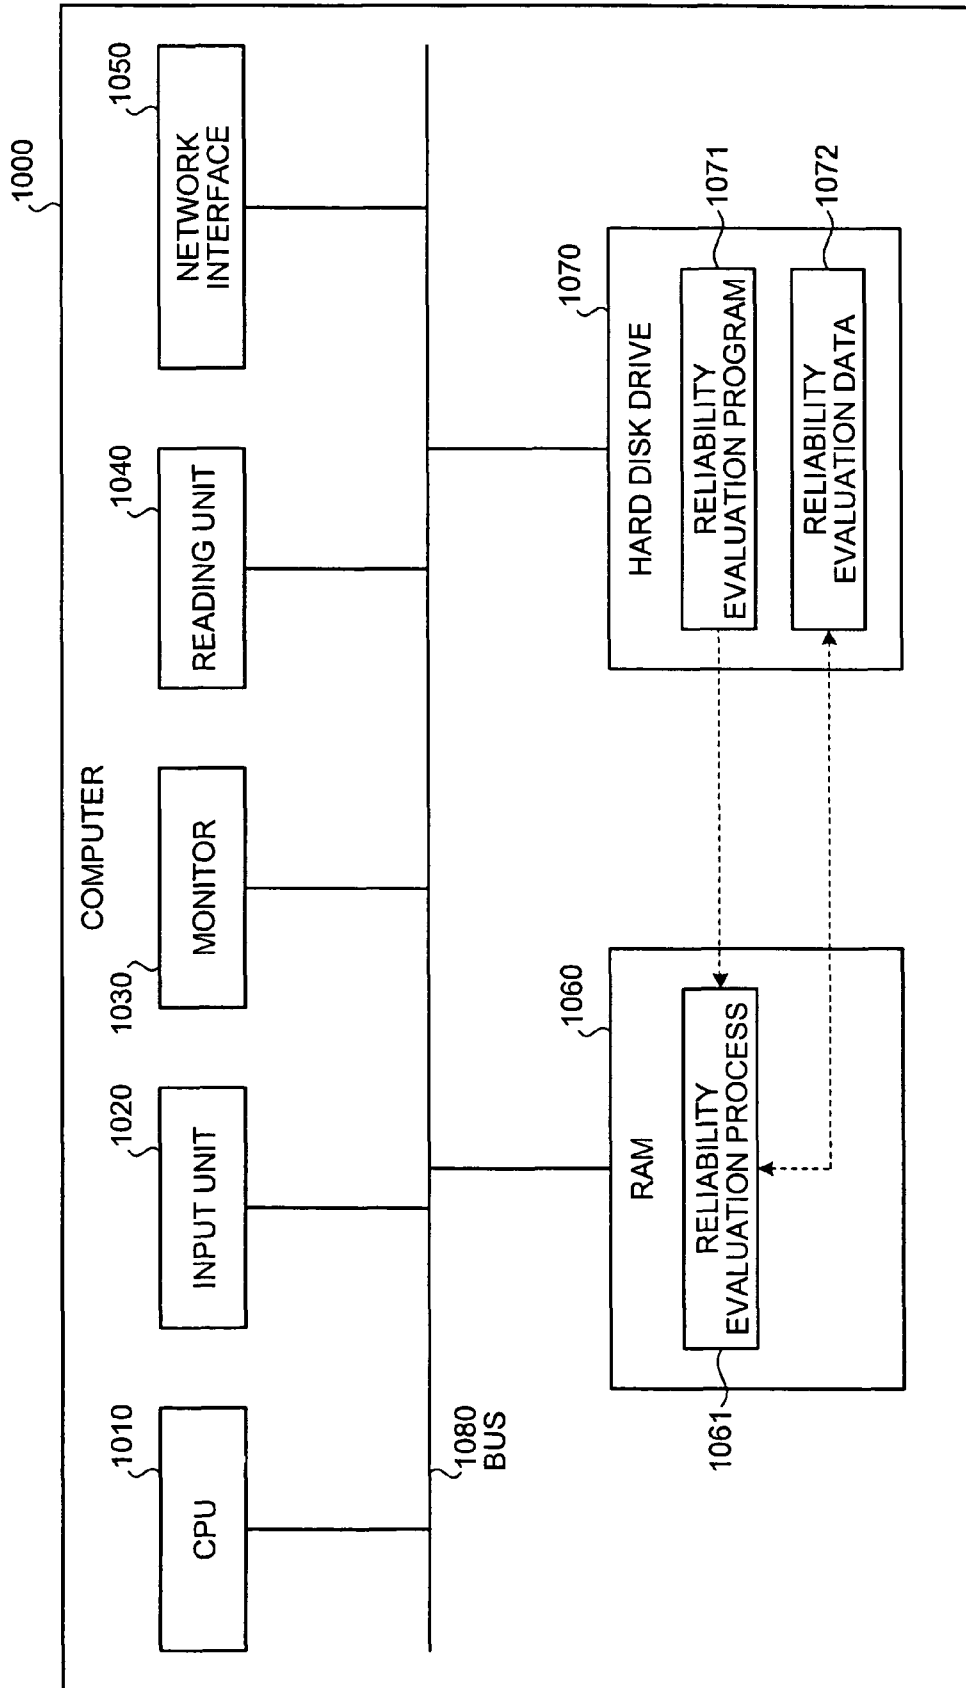 1000
COMPUTER
1010
CPU
1020
INPUT UNIT
1030
MONITOR
1040
READING UNIT
1050
NETWORK
INTERFACE
1080
BUS
1060
RAM
RELIABILITY
EVALUATION PROCESS
1061
1070
HARD DISK DRIVE
RELIABILITY
EVALUATION PROGRAM
1071
RELIABILITY
EVALUATION DATA
1072